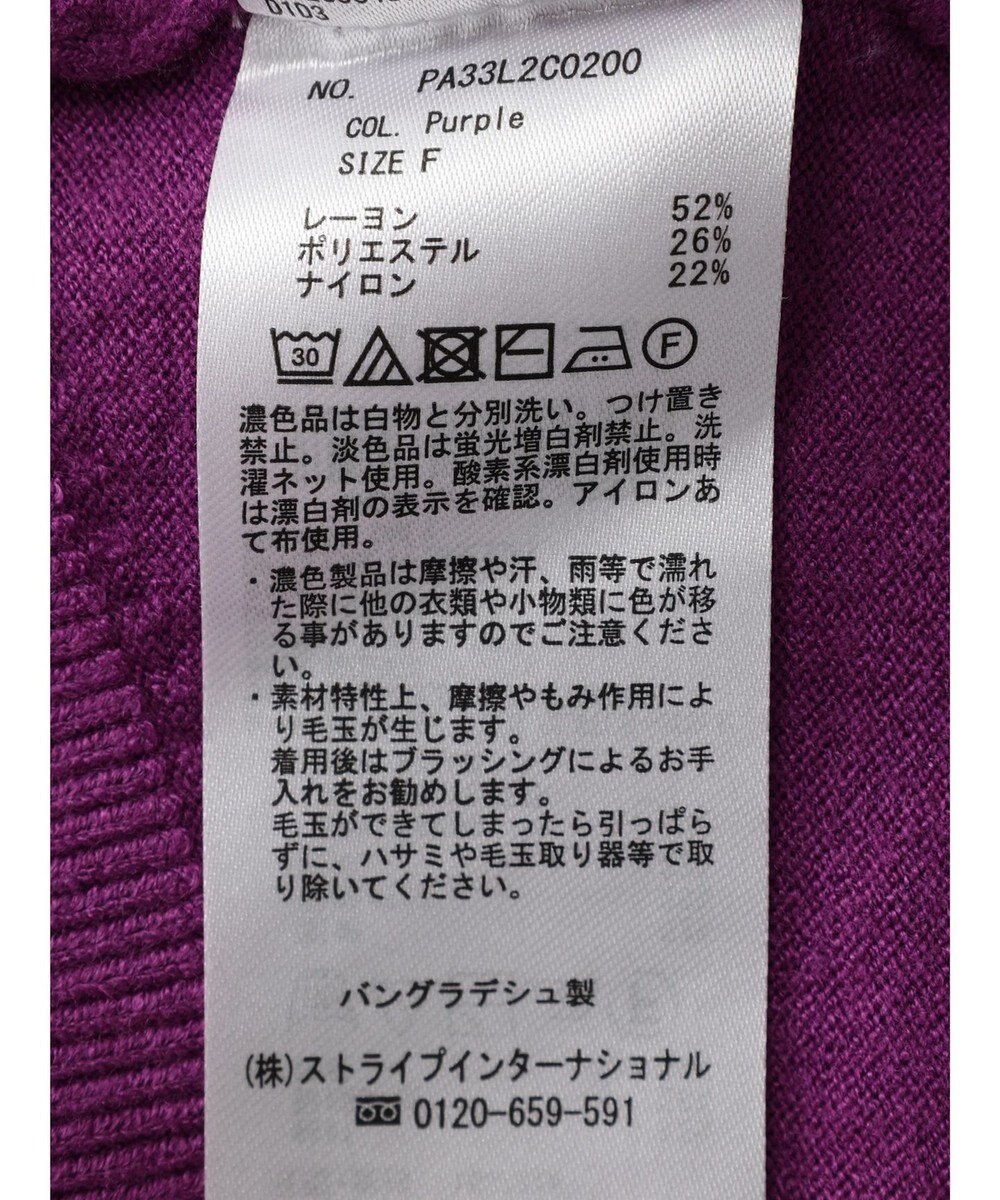 D103
NO. PA33L2C0200
COL. Purple
SIZE F
レーヨン 52%
ポリエステル 26%
ナイロン 22%
30 F
濃色品は白物と分別洗い。つけ置き
禁止。淡色品は蛍光増白剤禁止。洗
濯ネット使用。酸素系漂白剤使用時
は漂白剤の表示を確認。アイロンあ
て布使用。
・濃色製品は摩擦や汗、雨等で濡れ
た際に他の衣類や小物類に色が移
る事がありますのでご注意くださ
い。
・素材特性上、摩擦やもみ作用によ
り毛玉が生じます。
着用後はブラッシングによるお手
入れをお勧めします。
毛玉ができてしまったら引っぱら
ずに、ハサミや毛玉取り器等で取
り除いてください。
バングラデシュ製
(株)ストライプインターナショナル
0120-659-591